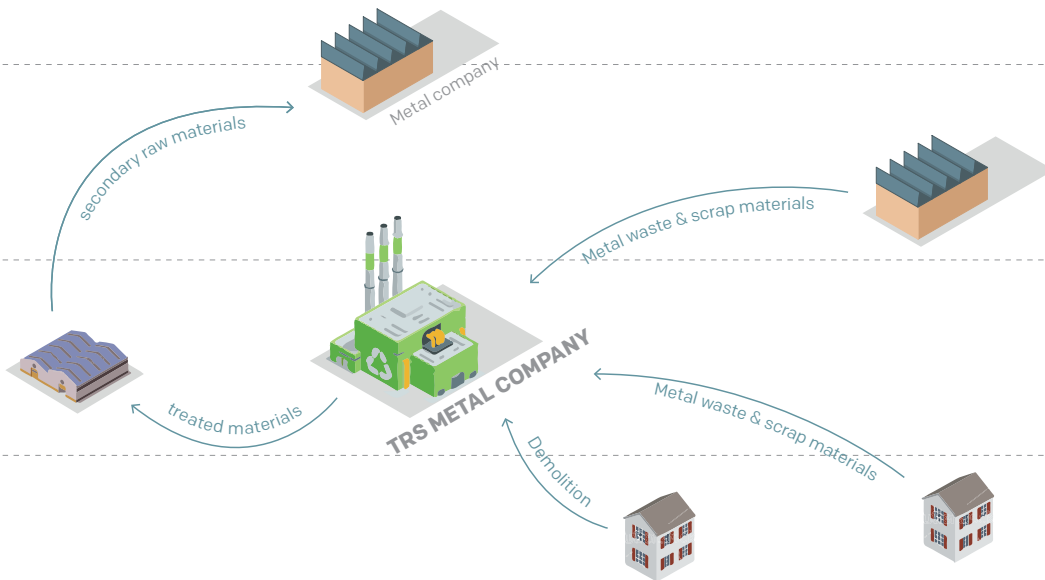 Metal company
secondary raw materials
Metal waste & scrap materials
TRS METAL COMPANY
Metal waste & scrap materials
treated materials
Demolition